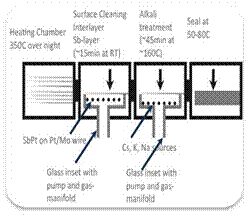 Heating Chamber
350C over night
Surface Cleaning
Interlayer
Sb-layer
(~15min at RT)
Alkali
treatment
(~45min at
~160C)
Seal at
50-80C
SbPt on Pt/Mo wire
Cs, K, Na sources
Glass inset with
pump and gas-
manifold
Glass inset with
pump and gas-
manifold